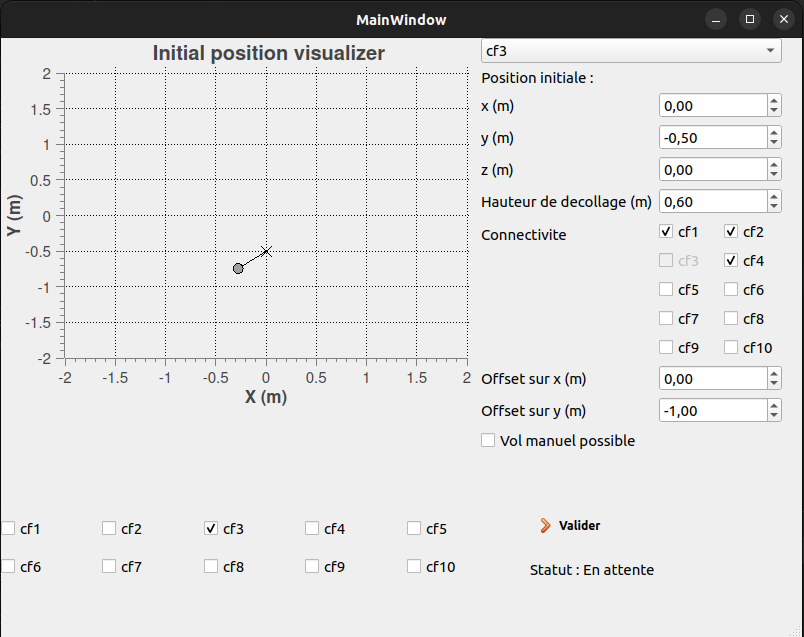 MainWindow
Initial position visualizer
2
1.5
1
0.5
0
-0.5
-1
-1.5
-2
Y (m)
-2 -1.5 -1 -0.5 0 0.5 1 1.5 2
X (m)
cf3
Position initiale :
x (m) 0,00
y (m) -0,50
z (m) 0,00
Hauteur de decollage (m) 0,60
Connectivite cf1 cf2
cf3 cf4
cf5 cf6
cf7 cf8
cf9 cf10
Offset sur x (m) 0,00
Offset sur y (m) -1,00
Vol manuel possible
cf1 cf2 cf3 cf4 cf5
cf6 cf7 cf8 cf9 cf10
Valider
Statut : En attente